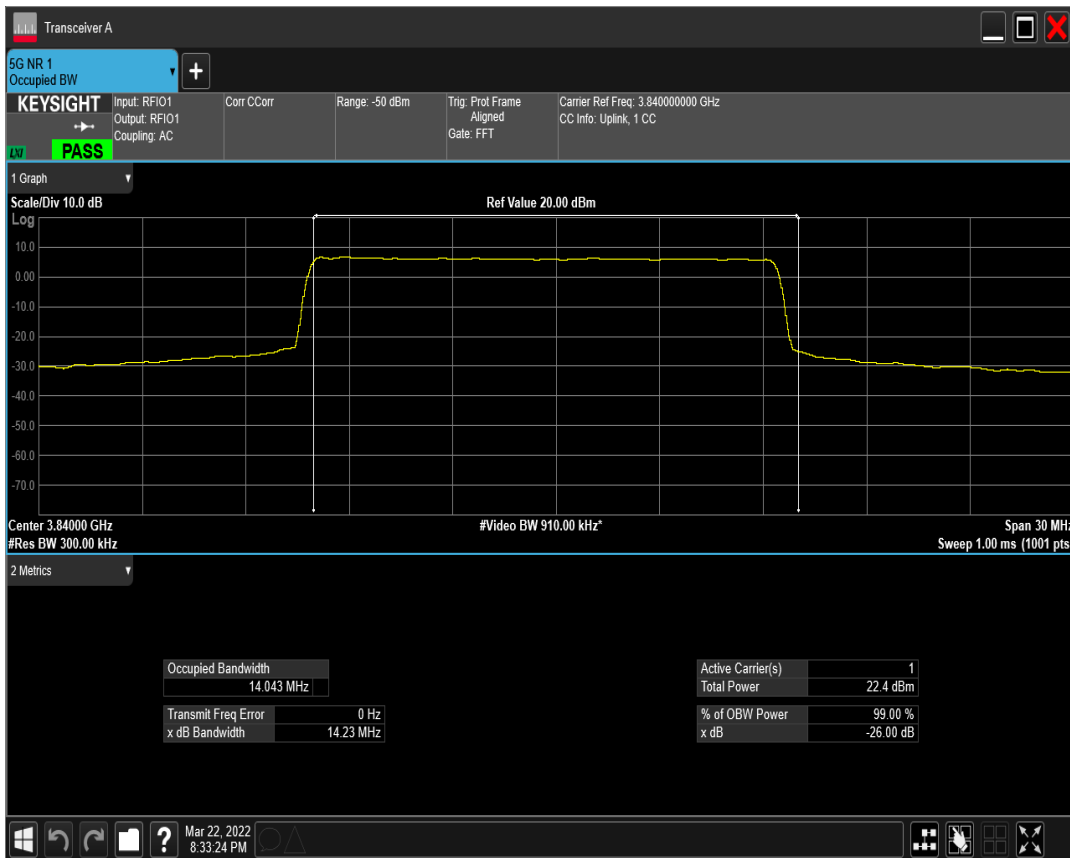 Transceiver A
5G NR 1
Occupied BW
+
KEYSIGHT
LXI
PASS
Input: RFIO1
Output: RFIO1
Coupling: AC
Corr CCorr
Range: -50 dBm
Trig: Prot Frame
Aligned
Gate: FFT
Carrier Ref Freq: 3.840000000 GHz
CC Info: Uplink, 1 CC
1 Graph
Scale/Div 10.0 dB
Ref Value 20.00 dBm
Log
10.0
0.00
-10.0
-20.0
-30.0
-40.0
-50.0
-60.0
-70.0
Center 3.84000 GHz
#Video BW 910.00 kHz*
Span 30 MHz
#Res BW 300.00 kHz
Sweep 1.00 ms (1001 pts
2 Metrics
Occupied Bandwidth
14.043 MHz
Transmit Freq Error 0 Hz
x dB Bandwidth 14.23 MHz
Active Carrier(s) 1
Total Power 22.4 dBm
% of OBW Power 99.00 %
x dB -26.00 dB
?
Mar 22, 2022
8:33:24 PM